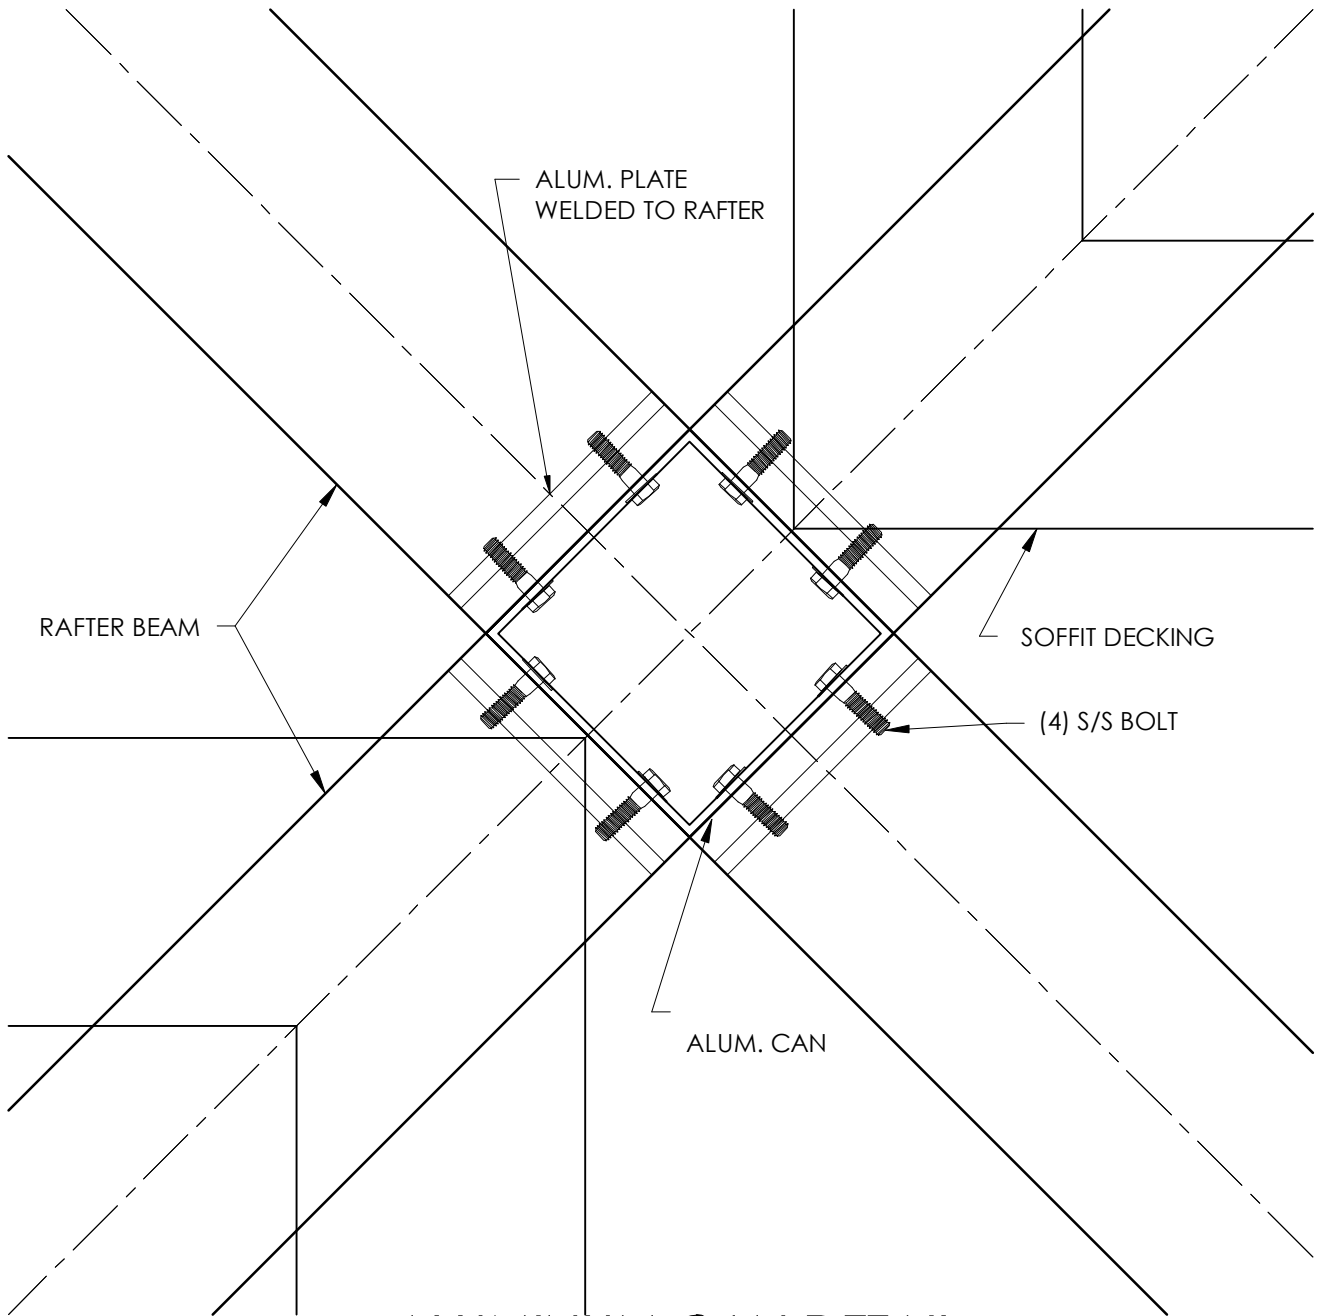 ALUM. PLATE
WELDED TO RAFTER
RAFTER BEAM
SOFFIT DECKING
(4) S/S BOLT
ALUM. CAN